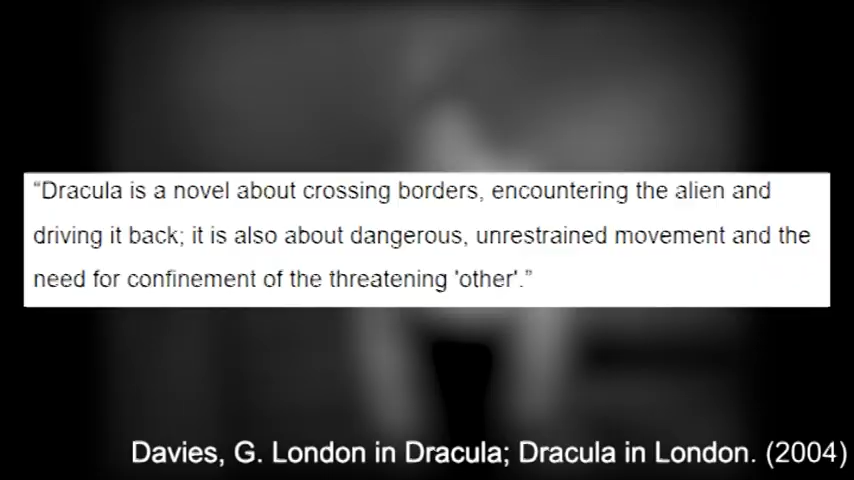 “Dracula is a novel about crossing borders, encountering the alien and
driving it back; it is also about dangerous, unrestrained movement and the
need for confinement of the threatening 'other'.”
Davies, G. London in Dracula; Dracula in London. (2004)